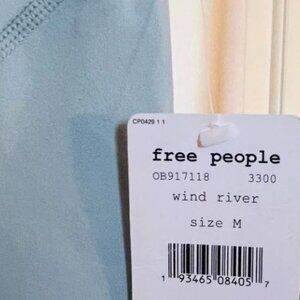 CP0429 1 1
free people
OB917118 3300
wind river
size M
1 93465 08405 7